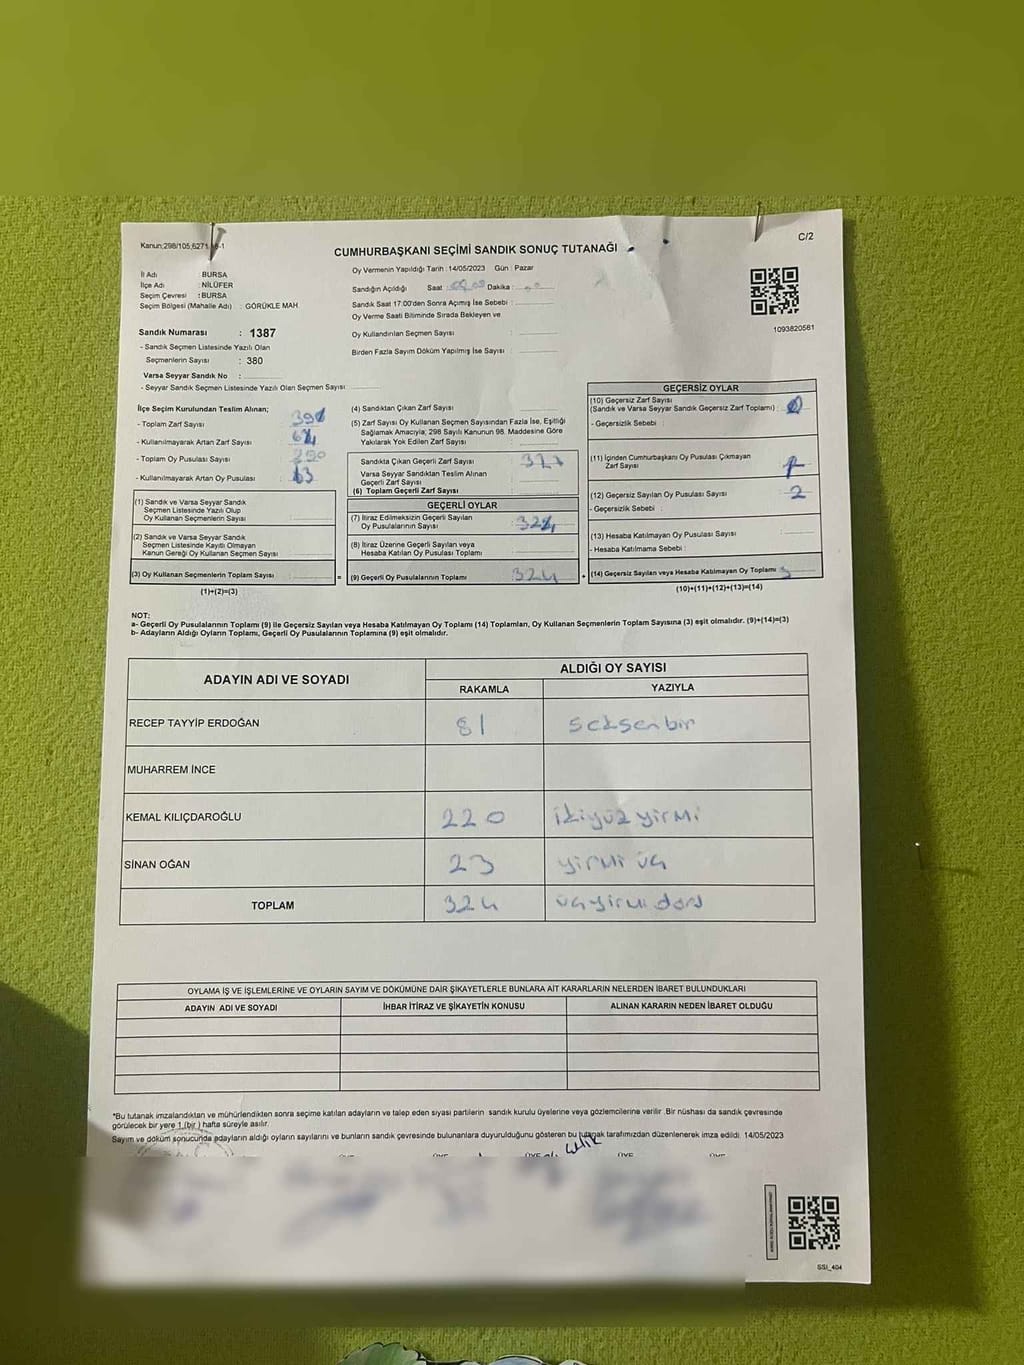 Kanun:298/105,6271
C/2
CUMHURBAŞKANI SEÇİMİ SANDIK SONUÇ TUTANAĞI
İl Adı : BURSA
İlçe Adı : NİLÜFER
Seçim Çevresi : BURSA
Seçim Bölgesi (Mahalle Adı) : GÖRÜKLE MAH.
Sandık Numarası : 1387
- Sandık Seçmen Listesinde Yazılı Olan
Seçmenlerin Sayısı : 380
Varsa Seyyar Sandık No :
- Seyyar Sandık Seçmen Listesinde Yazılı Olan Seçmen Sayısı:
Oy Vermenin Yapıldığı Tarih : 14/05/2023 Gün : Pazar
Sandığın Açıldığı Saat : Dakika :
Sandık Saat 17:00'den Sonra Açımış İse Sebebi :
Oy Verme Saati Bitiminde Sırada Bekleyen ve
Oy Kullandırılan Seçmen Sayısı :
Birden Fazla Sayım Döküm Yapılmış İse Sayısı :
1093820561
İlçe Seçim Kurulundan Teslim Alınan;
- Toplam Zarf Sayısı :
- Kullanılmayarak Artan Zarf Sayısı :
- Toplam Oy Pusulası Sayısı :
- Kullanılmayarak Artan Oy Pusulası : 63
(1) Sandık ve Varsa Seyyar Sandık
Seçmen Listesinde Yazılı Olup
Oy Kullanan Seçmenlerin Sayısı :
(2) Sandık ve Varsa Seyyar Sandık
Seçmen Listesinde Kayıtlı Olmayan
Kanun Gereği Oy Kullanan Seçmen Sayısı :
(3) Oy Kullanan Seçmenlerin Toplam Sayısı :
(1)+(2)=(3)
=
(4) Sandıktan Çıkan Zarf Sayısı :
(5) Zarf Sayısı Oy Kullanan Seçmen Sayısından Fazla İse, Eşitliği
Sağlamak Amacıyla, 298 Sayılı Kanunun 98. Maddesine Göre
Yakılarak Yok Edilen Zarf Sayısı :
Sandıkta Çıkan Geçerli Zarf Sayısı :
Varsa Seyyar Sandıktan Teslim Alınan
Geçerli Zarf Sayısı :
(6) Toplam Geçerli Zarf Sayısı :
GEÇERLİ OYLAR
(7) İtiraz Edilmeksizin Geçerli Sayılan
Oy Pusulalarının Sayısı : 324
(8) İtiraz Üzerine Geçerli Sayılan veya
Hesaba Katılan Oy Pusulası Toplamı :
(9) Geçerli Oy Pusulalarının Toplamı : 324
+
GEÇERSİZ OYLAR
(10) Geçersiz Zarf Sayısı
(Sandık ve Varsa Seyyar Sandık Geçersiz Zarf Toplamı) : 0
- Geçersizlik Sebebi :
(11) İçinden Cumhurbaşkanı Oy Pusulası Çıkmayan
Zarf Sayısı :
(12) Geçersiz Sayılan Oy Pusulası Sayısı : 2
- Geçersizlik Sebebi :
(13) Hesaba Katılmayan Oy Pusulası Sayısı :
- Hesaba Katılmama Sebebi :
(14) Geçersiz Sayılan veya Hesaba Katılmayan Oy Toplamı : 3
(10)+(11)+(12)+(13)=(14)
NOT:
a- Geçerli Oy Pusulalarının Toplamı (9) ile Geçersiz Sayılan veya Hesaba Katılmayan Oy Toplamı (14) Toplamları, Oy Kullanan Seçmenlerin Toplam Sayısına (3) eşit olmalıdır. (9)+(14)=(3)
b- Adayların Aldığı Oyların Toplamı, Geçerli Oy Pusulalarının Toplamına (9) eşit olmalıdır.
ADAYIN ADI VE SOYADI
ALDIĞI OY SAYISI
RAKAMLA YAZIYLA
RECEP TAYYİP ERDOĞAN 81 seksenbir
MUHARREM İNCE
KEMAL KILIÇDAROĞLU 220 ikiyüzyirmi
SİNAN OĞAN 23 yirmi üç
TOPLAM 324
OYLAMA İŞ VE İŞLEMLERİNE VE OYLARIN SAYIM VE DÖKÜMÜNE DAİR ŞİKAYETLERLE BUNLARA AİT KARARLARIN NELERDEN İBARET BULUNDUKLARI
ADAYIN ADI VE SOYADI İHBAR İTİRAZ VE ŞİKAYETİN KONUSU ALINAN KARARIN NEDEN İBARET OLDUĞU
*Bu tutanak imzalandıktan ve mühürlendikten sonra seçime katılan adayların ve talep eden siyasi partilerin sandık kurulu üyelerine veya gözlemcilerine verilir .Bir nüshası da sandık çevresinde
görülecek bir yere 1 (bir ) hafta süreyle asılır.
Sayım ve döküm sonucunda adayların aldığı oyların sayılarını ve bunların sandık çevresinde bulunanlara duyurulduğunu gösteren bu tutanak tarafımızdan düzenlenerek imza edildi. 14/05/2023
SSI_404